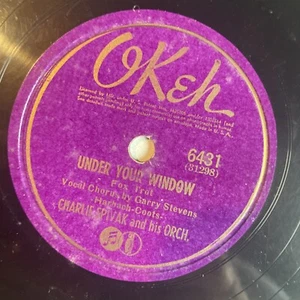 OKeh
6431
(31298)
UNDER YOUR WINDOW
Fox Trot
Vocal Chorus by Garry Stevens
-Harnach-Coots-
CHARLIE SPIVAK and his ORCH.